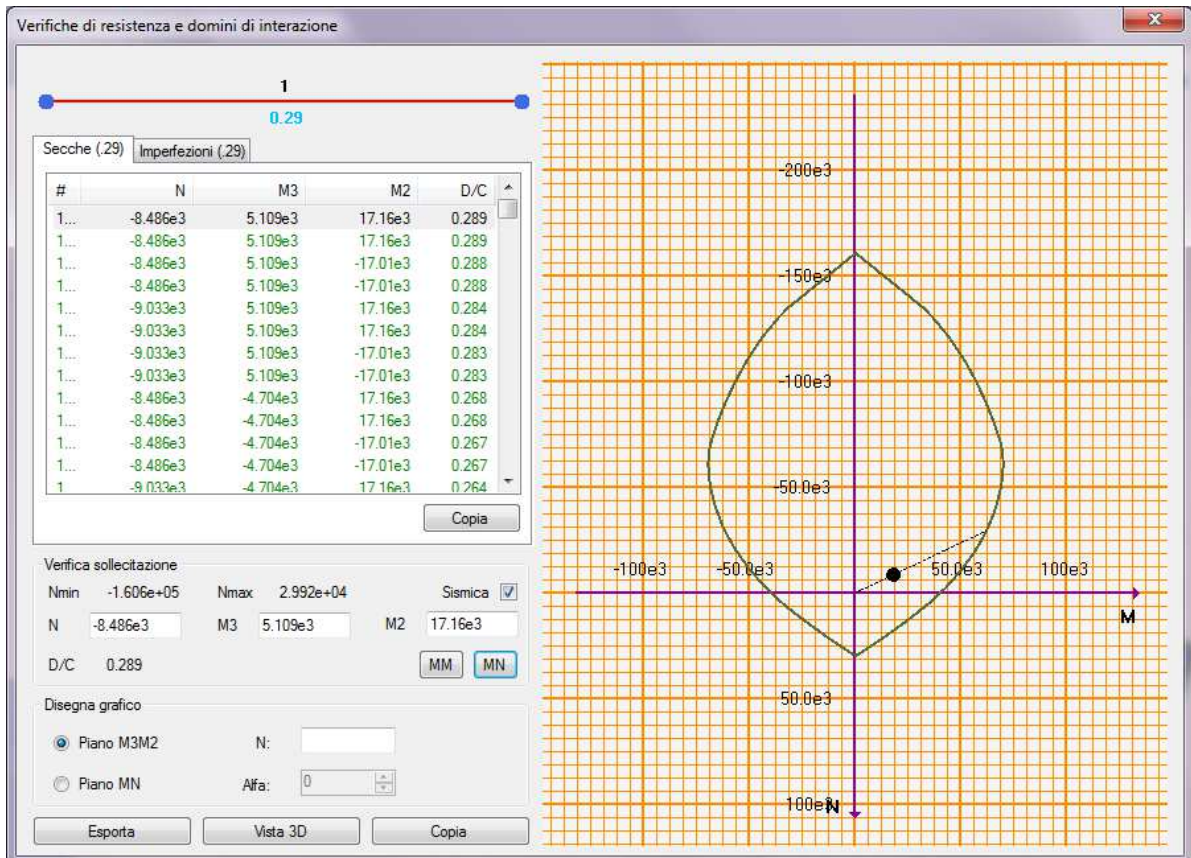 Verifiche di resistenza e domini di interazione
1
0.29
Secche (.29) Imperfezioni (.29)
# N M3 M2 D/C
1... -8.486e3 5.109e3 17.16e3 0.289
1... -8.486e3 5.109e3 17.16e3 0.289
1... -8.486e3 5.109e3 -17.01e3 0.288
1... -8.486e3 5.109e3 -17.01e3 0.288
1... -9.033e3 5.109e3 17.16e3 0.284
1... -9.033e3 5.109e3 17.16e3 0.284
1... -9.033e3 5.109e3 -17.01e3 0.283
1... -9.033e3 5.109e3 -17.01e3 0.283
1... -8.486e3 -4.704e3 17.16e3 0.268
1... -8.486e3 -4.704e3 17.16e3 0.268
1... -8.486e3 -4.704e3 -17.01e3 0.267
1... -8.486e3 -4.704e3 -17.01e3 0.267
1 -9.033e3 -4.704e3 17.16e3 0.264
Copia
Verifica sollecitazione
Nmin -1.606e+05 Nmax 2.992e+04 Sismica
N -8.486e3 M3 5.109e3 M2 17.16e3
D/C 0.289 MM MN
Disegna grafico
Piano M3M2 N:
Piano MN Alfa: 0
Esporta Vista 3D Copia
-200e3
-150e3
-100e3
-50.0e3
-100e3 -50.0e3 50.0e3 100e3
M
50.0e3
100e3 N